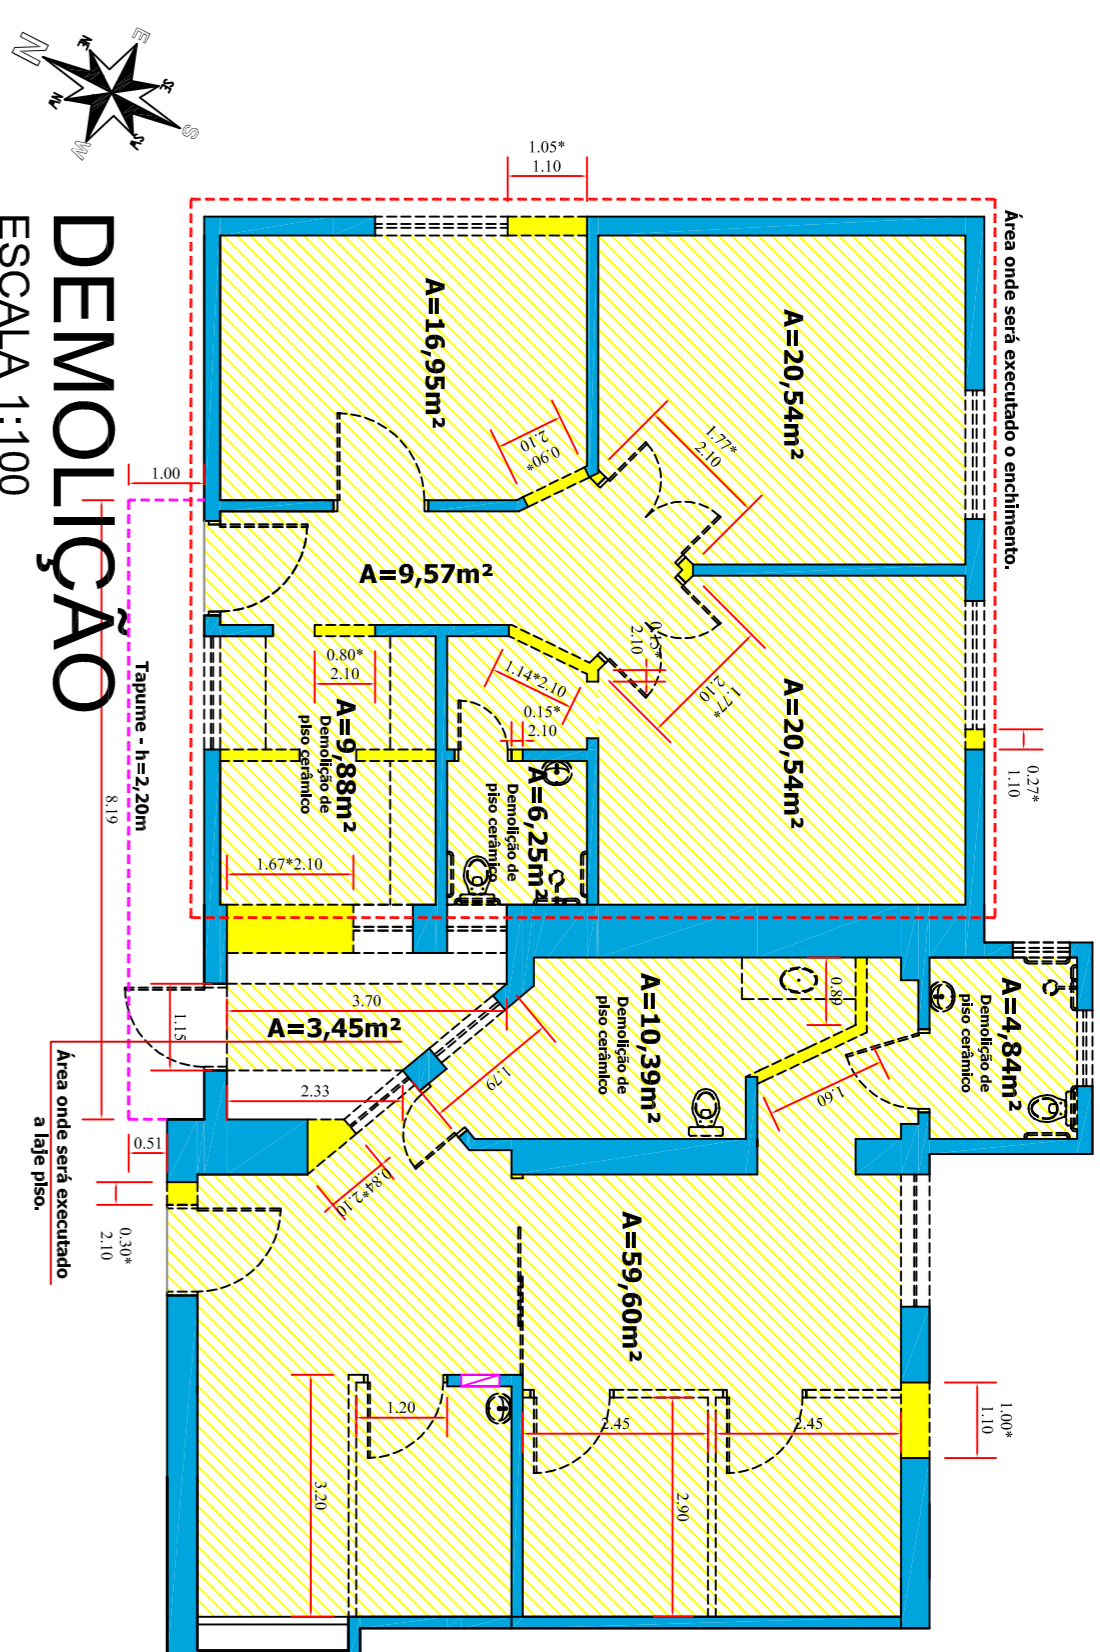 DEMOLIÇÃO
ESCALA 1:100
N
NE
E
SE
S
SW
W
NW
Área onde será executado o enchimento.
1.05*
1.10
A=16,95m²
A=20,54m²
0.90*
2.10
1.77*
2.10
1.00
A=9,57m²
0.15*
2.10
1.77*
2.10
A=20,54m²
0.27*
1.10
0.80*
2.10
1.14*2.10
0.15*
2.10
A=9,88m²
Demolição de
piso cerâmico
A=6,25m²
Demolição de
piso cerâmico
Tapume - h=2,20m
8.19
1.67*2.10
3.70
A=3,45m²
1.15
2.33
1.79
A=10,39m²
Demolição de
piso cerâmico
0.89
1.60
A=4,84m²
Demolição de
piso cerâmico
Área onde será executado
a laje piso.
0.51
0.84*2.10
0.30*
2.10
A=59,60m²
1.20
2.45
2.45
1.00*
1.10
3.20
2.90